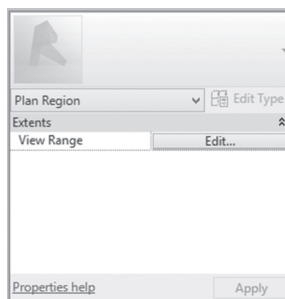 Plan Region
Edit Type
Extents
View Range
Edit...
Properties help
Apply